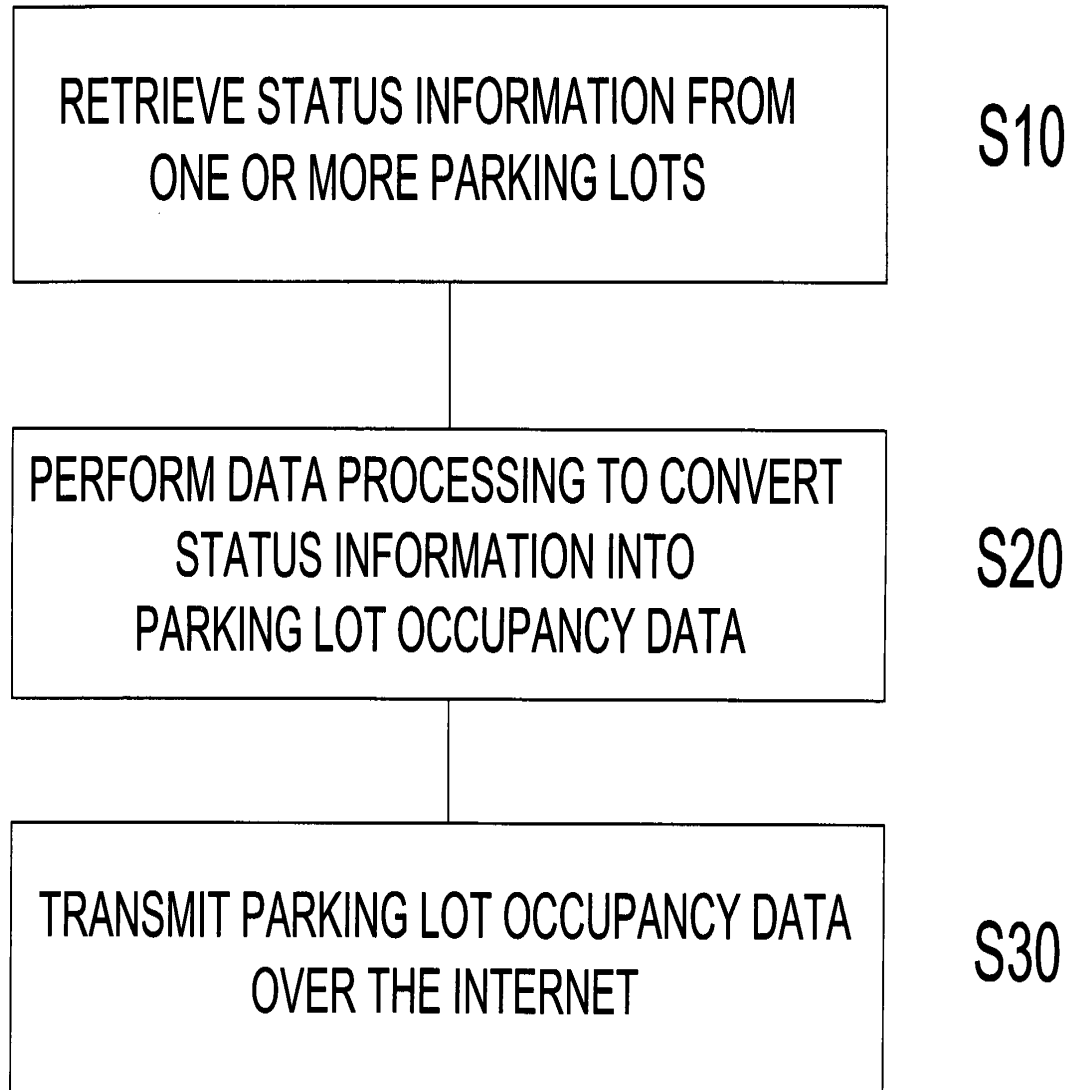 RETRIEVE STATUS INFORMATION FROM
ONE OR MORE PARKING LOTS
S10
PERFORM DATA PROCESSING TO CONVERT
STATUS INFORMATION INTO
PARKING LOT OCCUPANCY DATA
S20
TRANSMIT PARKING LOT OCCUPANCY DATA
OVER THE INTERNET
S30